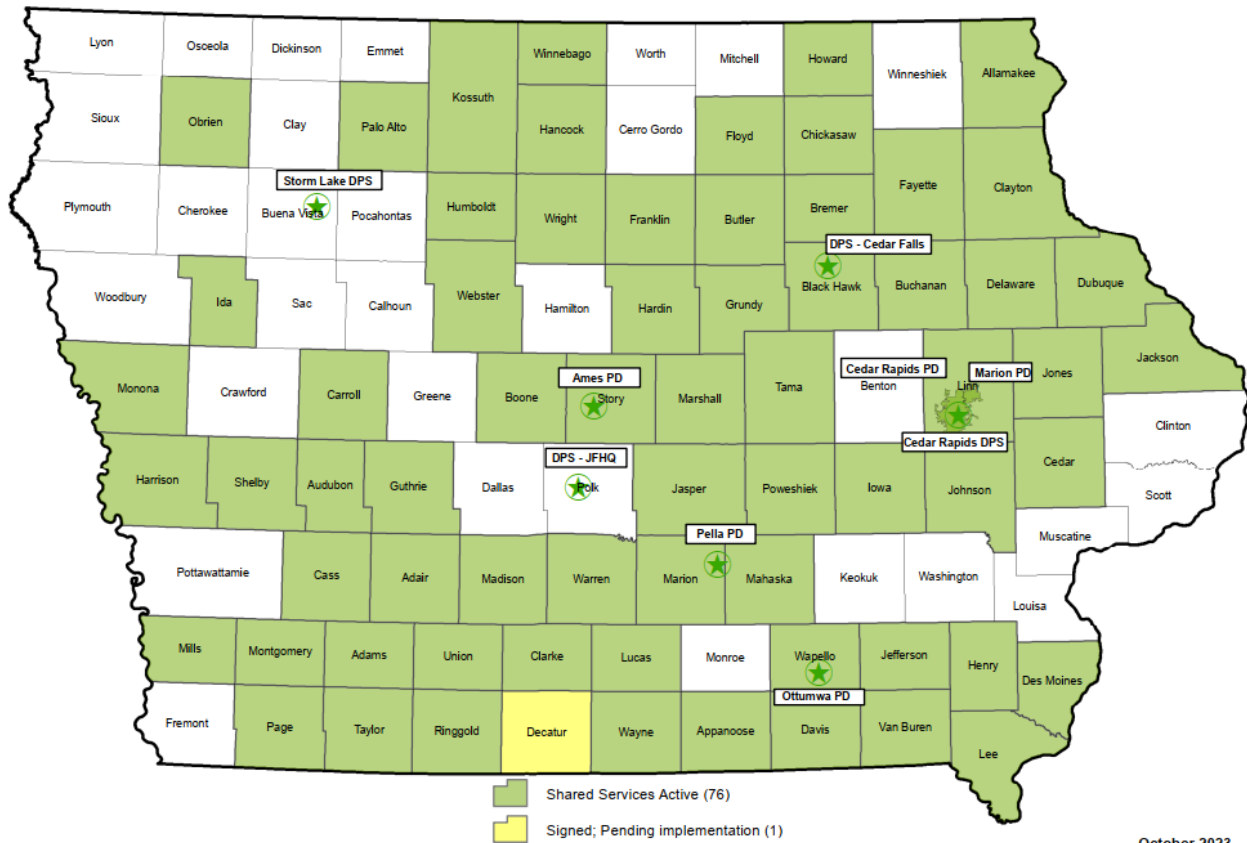 Lyon
Osceola
Dickinson
Emmet
Kossuth
Winnebago
Worth
Mitchell
Howard
Winneshiek
Allamakee
Sioux
Obrien
Clay
Palo Alto
Hancock
Cerro Gordo
Floyd
Chickasaw
Storm Lake DPS
Fayette
Clayton
Plymouth
Cherokee
Buena Vista
Pocahontas
Humboldt
Wright
Franklin
Butler
Bremer
DPS - Cedar Falls
Woodbury
Ida
Sac
Calhoun
Webster
Hamilton
Hardin
Grundy
Black Hawk
Buchanan
Delaware
Dubuque
Jackson
Monona
Crawford
Carroll
Greene
Boone
Ames PD
Story
Marshall
Tama
Cedar Rapids PD
Benton
Marion PD
Linn
Jones
Clinton
Cedar Rapids DPS
DPS - JFHQ
Harrison
Shelby
Audubon
Guthrie
Dallas
Polk
Jasper
Poweshiek
Iowa
Johnson
Cedar
Scott
Pella PD
Muscatine
Pottawattamie
Cass
Adair
Madison
Warren
Marion
Mahaska
Keokuk
Washington
Louisa
Mills
Montgomery
Adams
Union
Clarke
Lucas
Monroe
Wapello
Jefferson
Henry
Des Moines
Ottumwa PD
Fremont
Page
Taylor
Ringgold
Decatur
Wayne
Appanoose
Davis
Van Buren
Lee
Shared Services Active (76)
Signed; Pending implementation (1)
October 2023